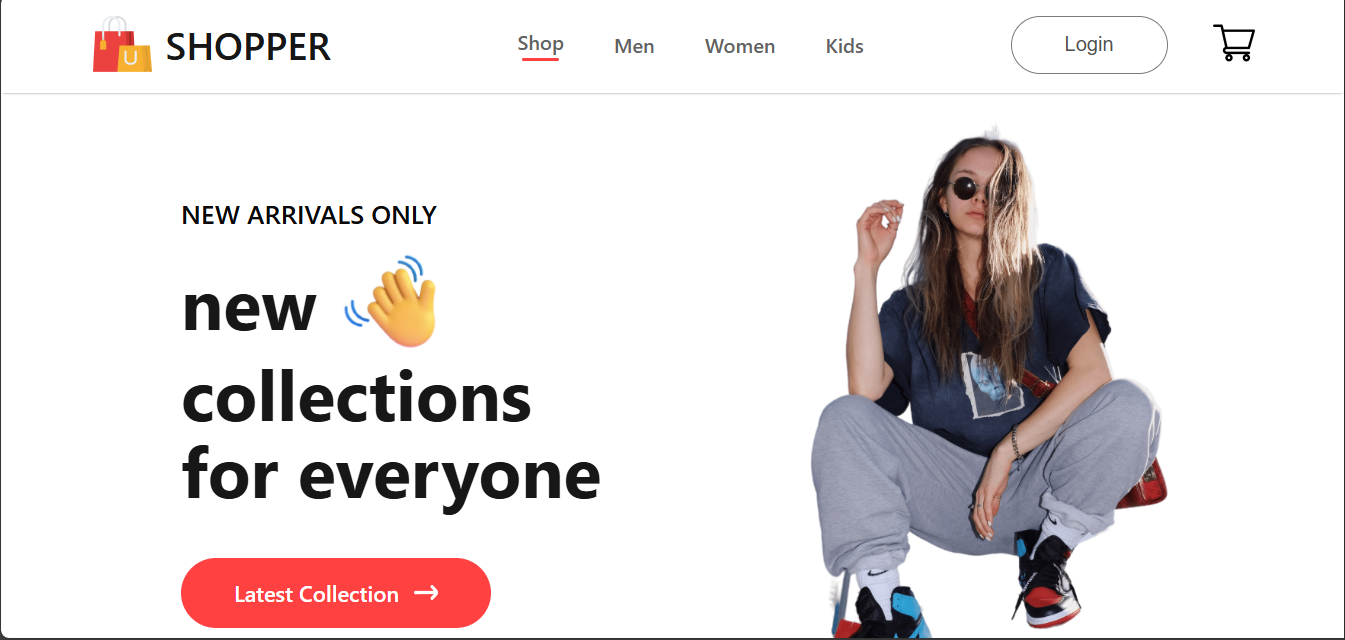 SHOPPER
Shop
Men
Women
Kids
Login
NEW ARRIVALS ONLY
new
collections
for everyone
Latest Collection →